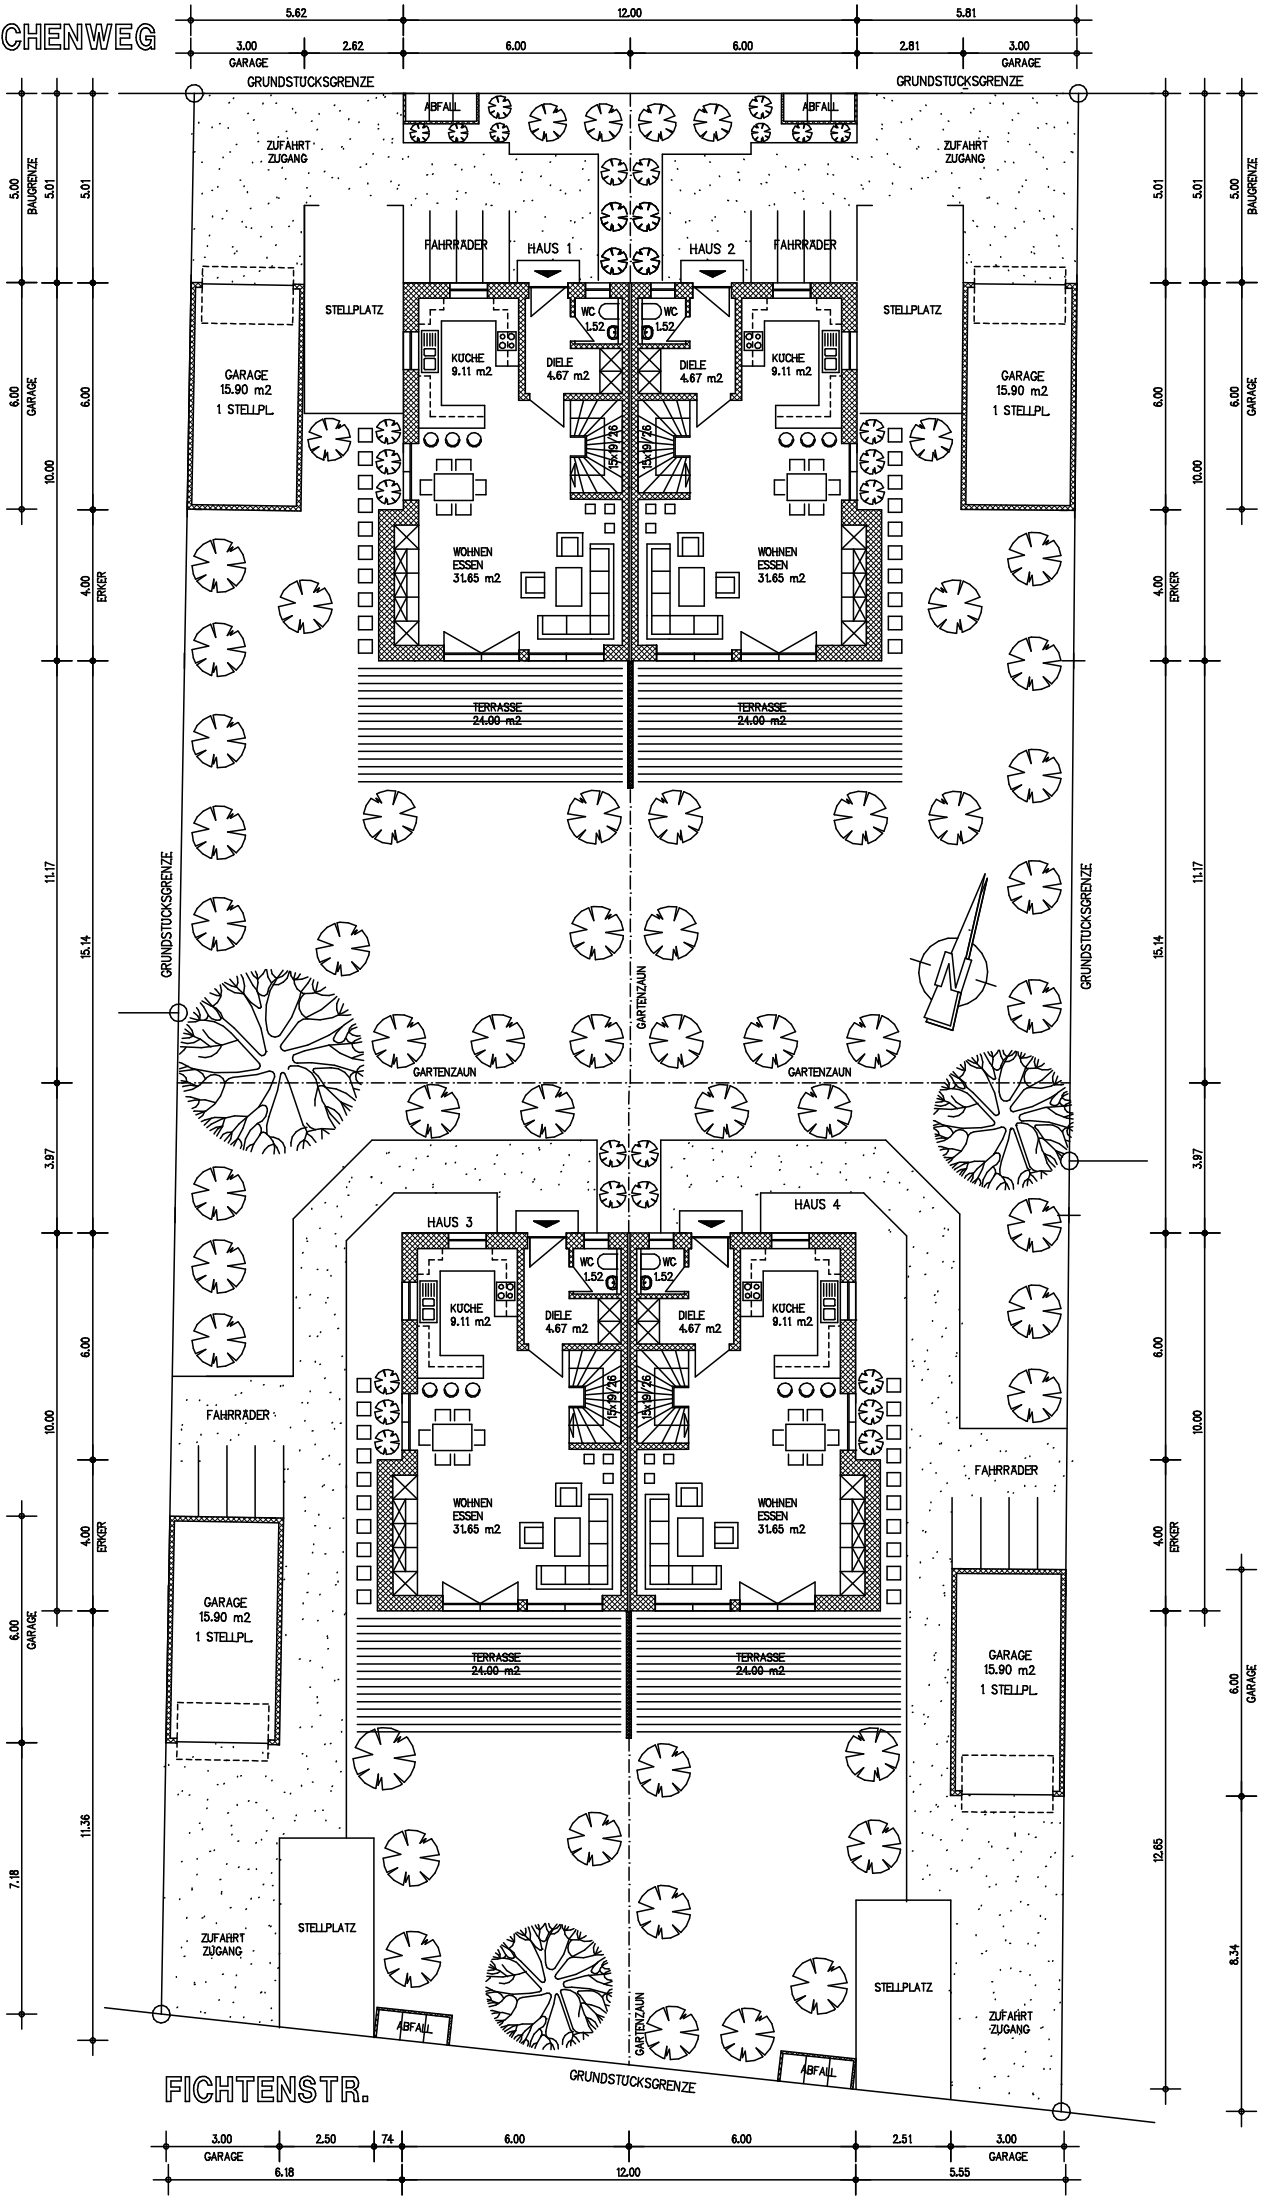 5.62
12.00
5.81
CHENWEG
3.00
2.62
6.00
6.00
2.81
3.00
GARAGE
GARAGE
GRUNDSTÜCKSGRENZE
GRUNDSTÜCKSGRENZE
ABFALL
ABFALL
ZUFAHRT
ZUGANG
ZUFAHRT
ZUGANG
5.00
BAUGRENZE
5.01
5.01
5.01
5.01
5.00
BAUGRENZE
FAHRRÄDER
HAUS 1
HAUS 2
FAHRRÄDER
STELLPLATZ
STELLPLATZ
WC
1.52
WC
1.52
KÜCHE
9.11 m2
DIELE
4.67 m2
DIELE
4.67 m2
KÜCHE
9.11 m2
GARAGE
15.90 m2
1 STELLPL.
GARAGE
15.90 m2
1 STELLPL.
6.00
GARAGE
10.00
6.00
6.00
10.00
6.00
GARAGE
15x19/26
15x19/26
WOHNEN
ESSEN
31.65 m2
WOHNEN
ESSEN
31.65 m2
4.00
ERKER
4.00
ERKER
TERRASSE
24.00 m2
TERRASSE
24.00 m2
11.17
15.14
GRUNDSTÜCKSGRENZE
GRUNDSTÜCKSGRENZE
15.14
11.17
N
GARTENZAUN
GARTENZAUN
GARTENZAUN
3.97
3.97
HAUS 3
HAUS 4
WC
1.52
WC
1.52
KÜCHE
9.11 m2
DIELE
4.67 m2
DIELE
4.67 m2
KÜCHE
9.11 m2
10.00
6.00
6.00
10.00
15x19/26
15x19/26
FAHRRÄDER
FAHRRÄDER
WOHNEN
ESSEN
31.65 m2
WOHNEN
ESSEN
31.65 m2
4.00
ERKER
4.00
ERKER
GARAGE
15.90 m2
1 STELLPL.
GARAGE
15.90 m2
1 STELLPL.
6.00
GARAGE
6.00
GARAGE
TERRASSE
24.00 m2
TERRASSE
24.00 m2
7.18
11.36
12.65
8.34
ZUFAHRT
ZUGANG
STELLPLATZ
STELLPLATZ
ZUFAHRT
ZUGANG
ABFALL
GARTENZAUN
ABFALL
GRUNDSTÜCKSGRENZE
FICHTENSTR.
3.00
2.50
74
6.00
6.00
2.51
3.00
GARAGE
GARAGE
6.18
12.00
5.55